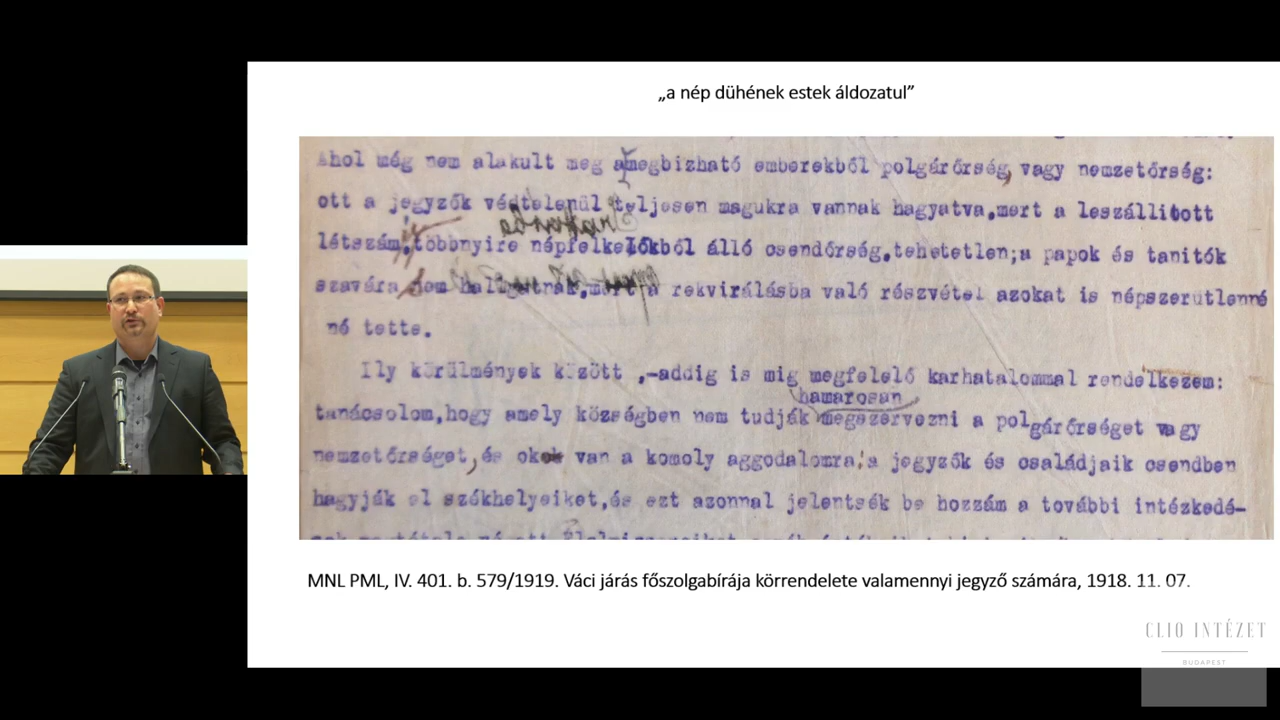 „a nép dühének estek áldozatul”
Ahol még nem alakult meg a megbizható emberekből polgárőrség, vagy nemzetőrség:
ott a jegyzők védtelenül teljesen magukra vannak hagyatva, mert a leszállitott
létszám, többnyire népfelkelőkből álló csendőrség, tehetetlen; a papok és tanitók
szavára nem hallgatnak, mert a rekvirálásba való részvétel azokat is népszerütlenné
né tette.
Ily körülmények között ,-addig is mig megfelelő karhatalommal rendelkezem:
hamarosan
tanácsolom, hogy amely községben nem tudják megszervezni a polgárőrséget vagy
nemzetőrséget, és okok van a komoly aggodalomra, a jegyzők és családjaik csendben
hagyják el székhelyeiket, és ezt azonnal jelentsék be hozzám a további intézkedé-
MNL PML, IV. 401. b. 579/1919. Váci járás főszolgabírája körrendelete valamennyi jegyző számára, 1918. 11. 07.
CLIO INTÉZET
BUDAPEST